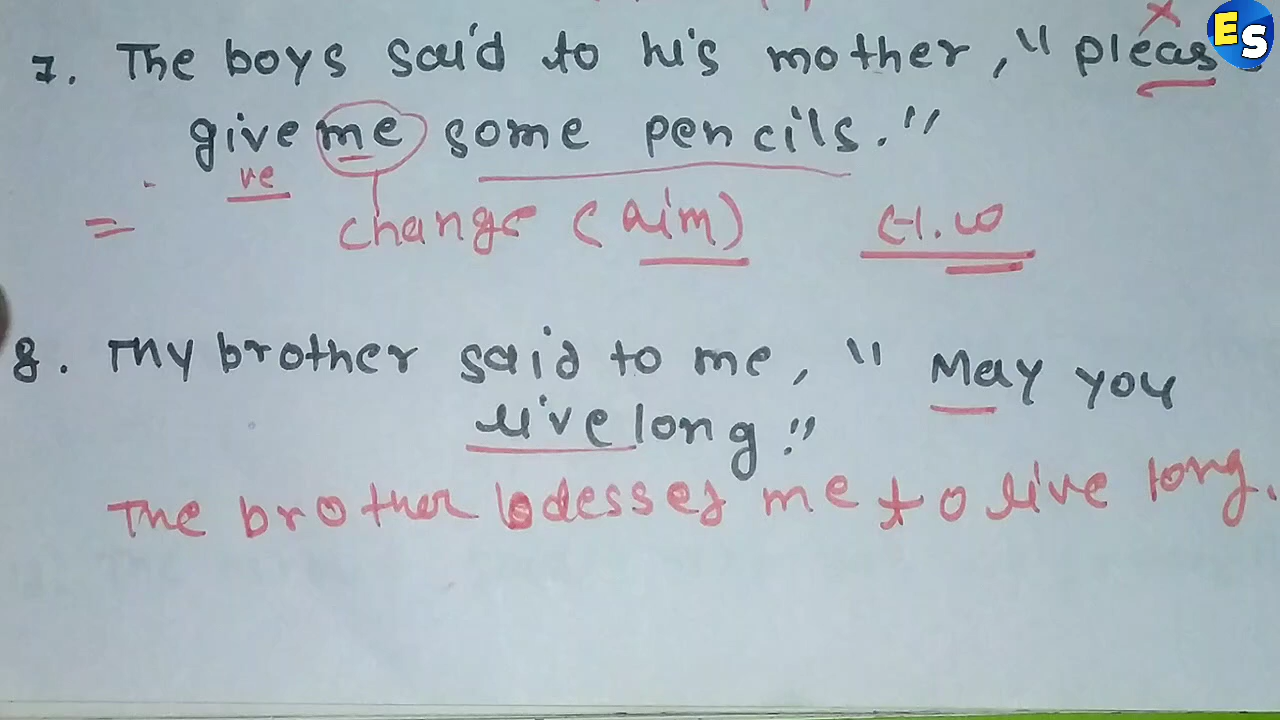 ES
7. The boys said to his mother, "please
give me some pencils."
ve
= change (aim) H.W
8. My brother said to me, "May you
live long."
The brother blesses me to live long.